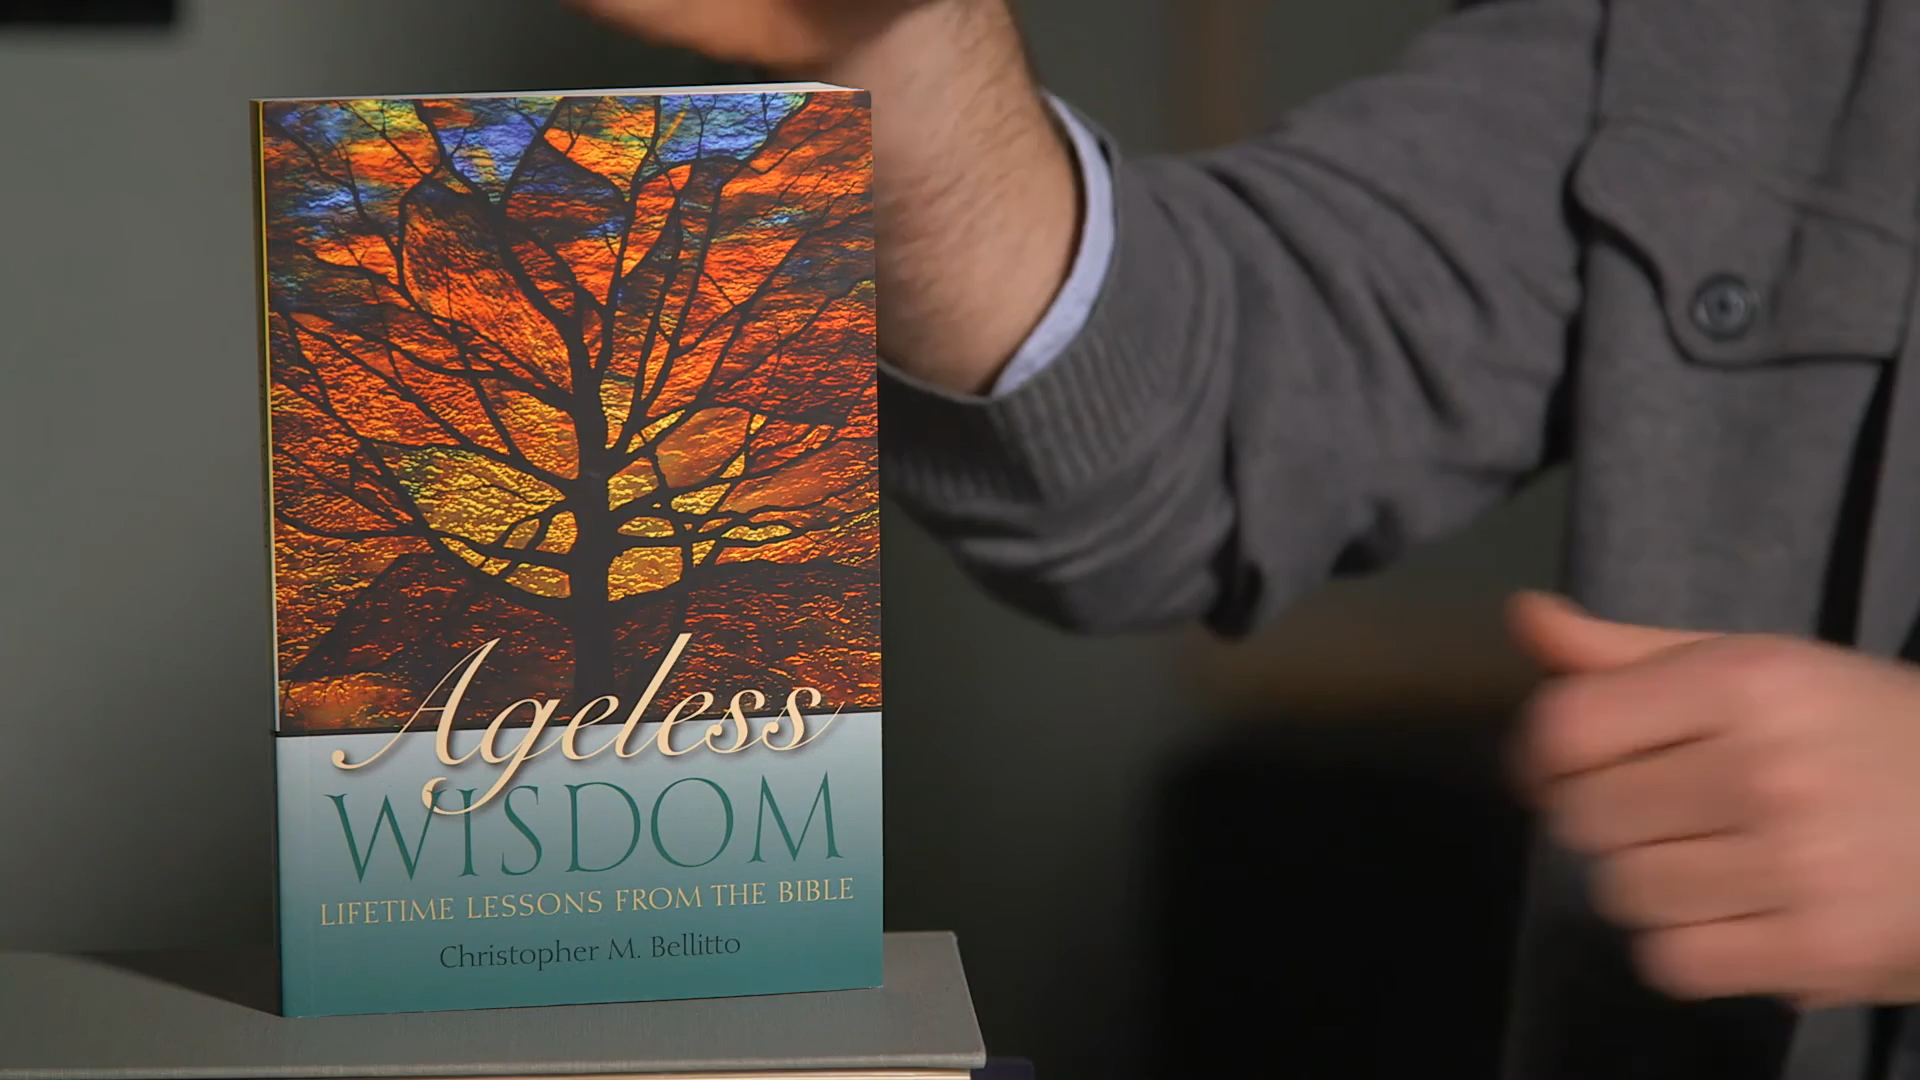 Ageless
WISDOM
LIFETIME LESSONS FROM THE BIBLE
Christopher M. Bellitto